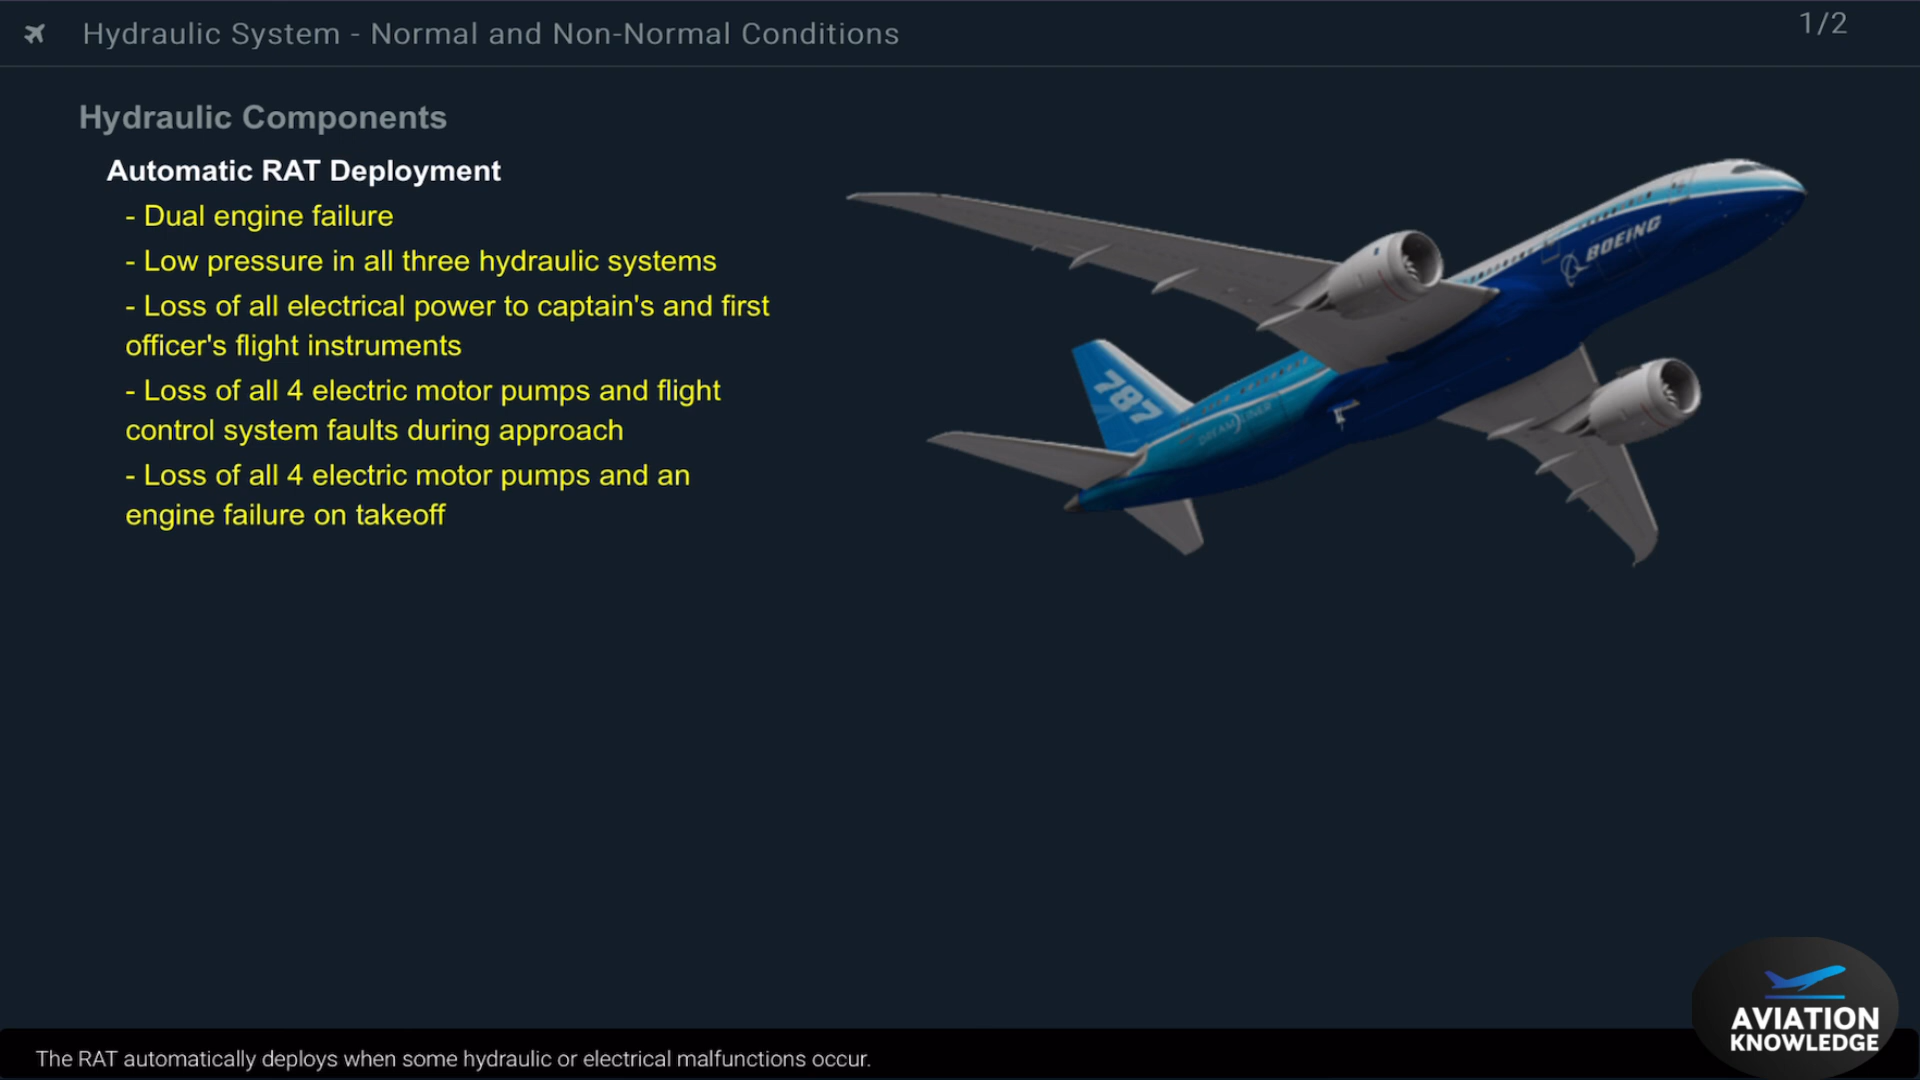 Hydraulic System - Normal and Non-Normal Conditions
1/2
Hydraulic Components
Automatic RAT Deployment
- Dual engine failure
- Low pressure in all three hydraulic systems
- Loss of all electrical power to captain's and first
officer's flight instruments
- Loss of all 4 electric motor pumps and flight
control system faults during approach
- Loss of all 4 electric motor pumps and an
engine failure on takeoff
BOEING
787
DREAMLINER
AVIATION
KNOWLEDGE
The RAT automatically deploys when some hydraulic or electrical malfunctions occur.